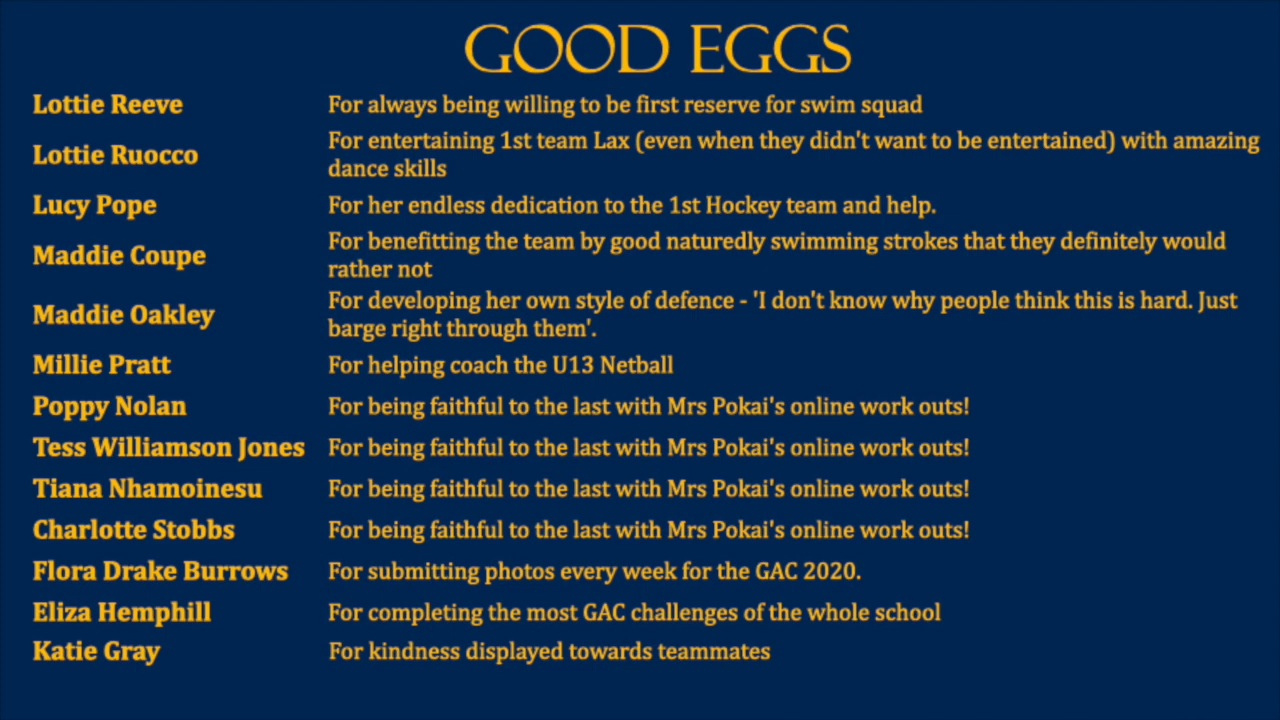 GOOD EGGS
Lottie Reeve For always being willing to be first reserve for swim squad
Lottie Ruocco For entertaining 1st team Lax (even when they didn't want to be entertained) with amazing
dance skills
Lucy Pope For her endless dedication to the 1st Hockey team and help.
Maddie Coupe For benefitting the team by good naturedly swimming strokes that they definitely would
rather not
Maddie Oakley For developing her own style of defence - 'I don't know why people think this is hard. Just
barge right through them'.
Millie Pratt For helping coach the U13 Netball
Poppy Nolan For being faithful to the last with Mrs Pokai's online work outs!
Tess Williamson Jones For being faithful to the last with Mrs Pokai's online work outs!
Tiana Nhamoinesu For being faithful to the last with Mrs Pokai's online work outs!
Charlotte Stobbs For being faithful to the last with Mrs Pokai's online work outs!
Flora Drake Burrows For submitting photos every week for the GAC 2020.
Eliza Hemphill For completing the most GAC challenges of the whole school
Katie Gray For kindness displayed towards teammates